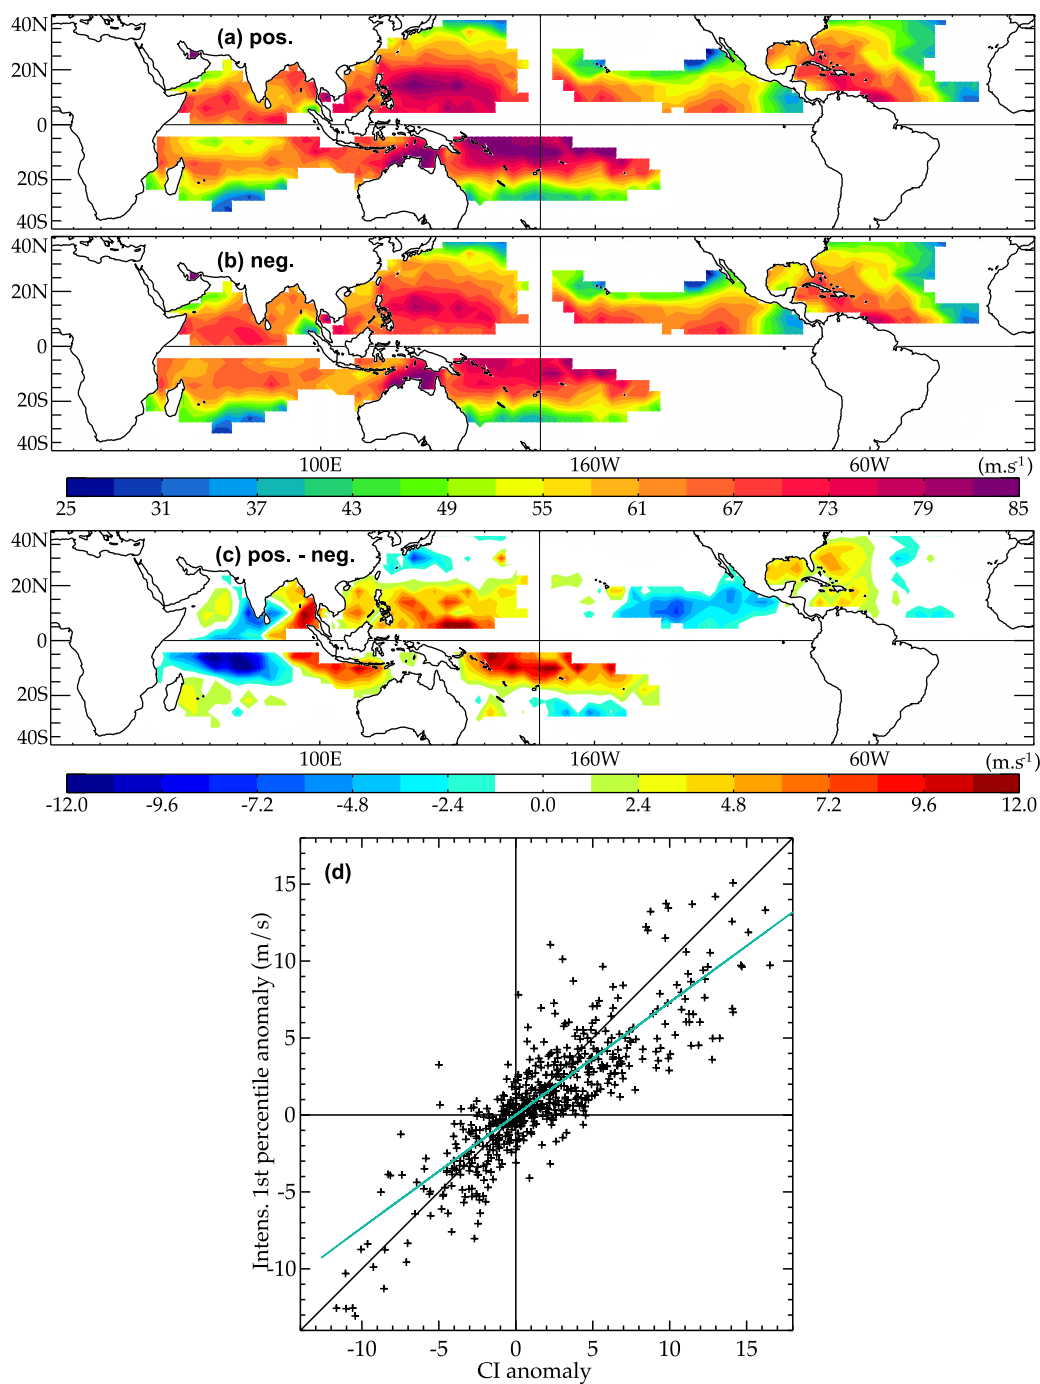 40N
(a) pos.
20N
0
20S
40S
40N
(b) neg.
20N
0
20S
40S
100E 160W 60W (m.s-1)
25 31 37 43 49 55 61 67 73 79 85
40N
(c) pos. - neg.
20N
0
20S
40S
100E 160W 60W (m.s-1)
-12.0 -9.6 -7.2 -4.8 -2.4 0.0 2.4 4.8 7.2 9.6 12.0
(d)
15
10
5
0
-5
-10
Intens. 1st percentile anomaly (m/s)
-10 -5 0 5 10 15
CI anomaly